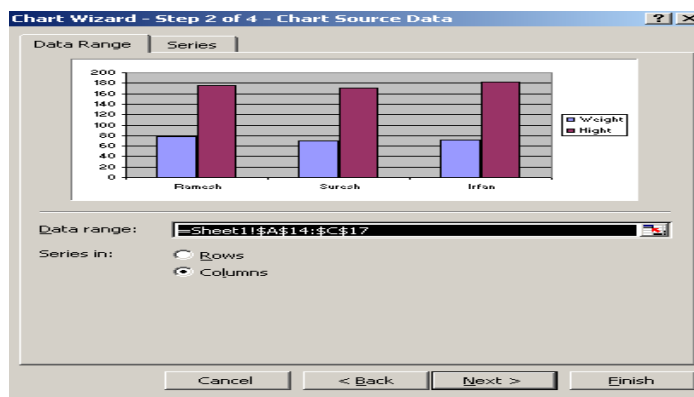 Chart Wizard - Step 2 of 4 - Chart Source Data
Data Range
Series
200
180
160
140
120
100
80
60
40
20
0
Weight
Hight
Ramesh
Suresh
Irfan
Data range:
=Sheet1!$A$14:$C$17
Series in:
Rows
Columns
Cancel
< Back
Next >
Finish